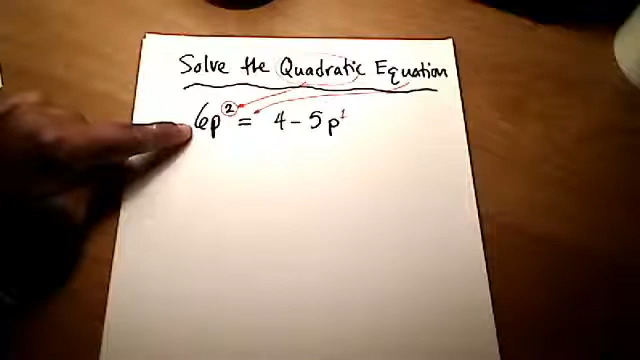 Solve the Quadratic Equation
6p² = 4 - 5p¹